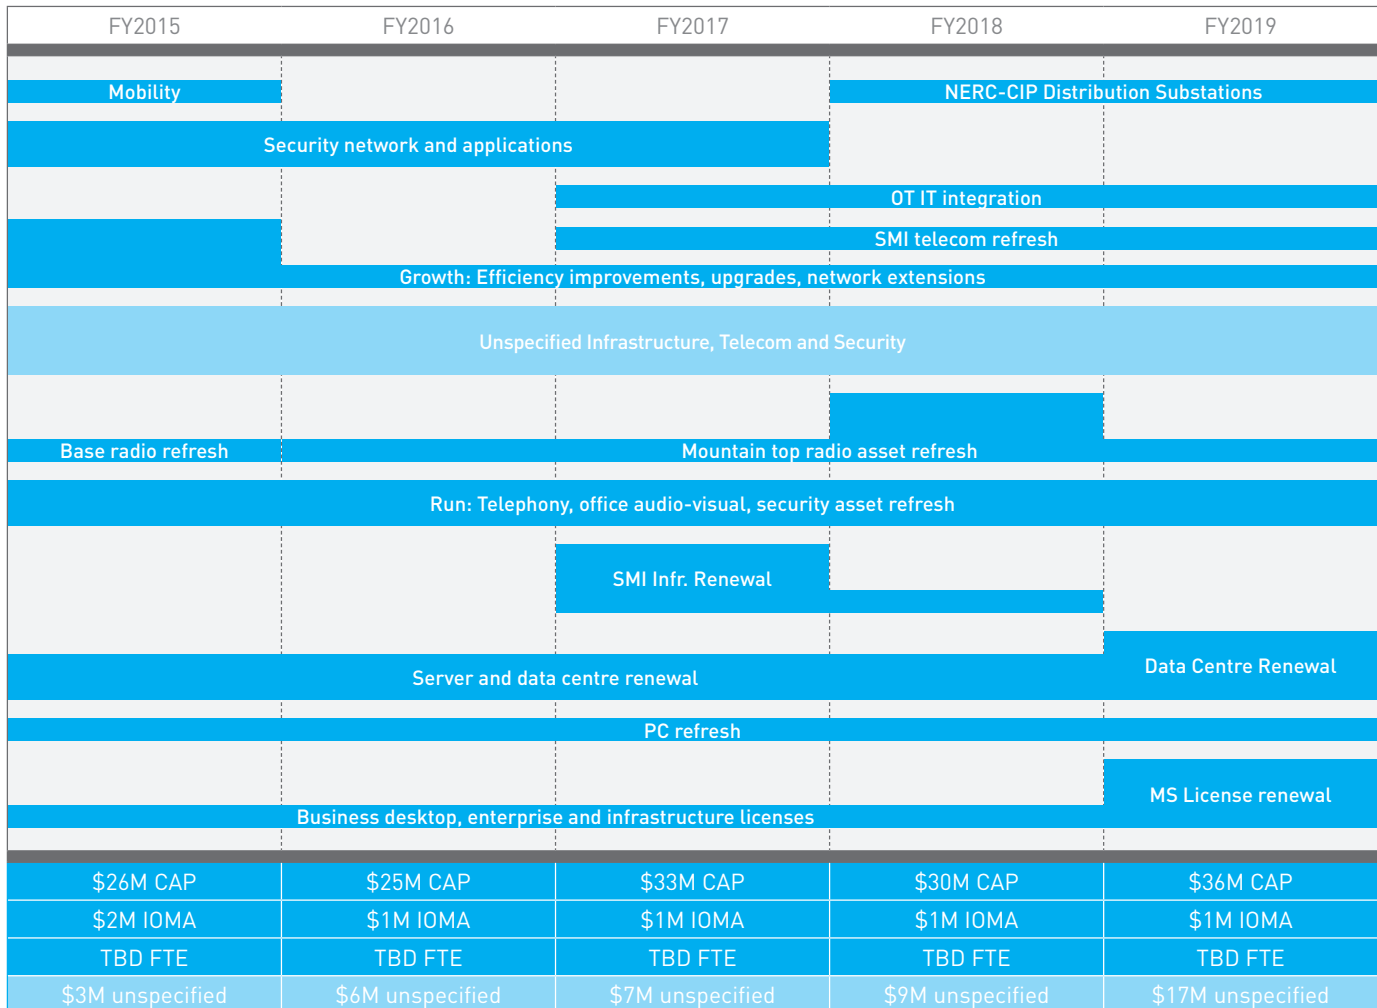 FY2015 FY2016 FY2017 FY2018 FY2019
Mobility NERC-CIP Distribution Substations
Security network and applications
OT IT integration
SMI telecom refresh
Growth: Efficiency improvements, upgrades, network extensions
Unspecified Infrastructure, Telecom and Security
Base radio refresh Mountain top radio asset refresh
Run: Telephony, office audio-visual, security asset refresh
SMI Infr. Renewal
Data Centre Renewal
Server and data centre renewal
PC refresh
MS License renewal
Business desktop, enterprise and infrastructure licenses
$26M CAP $25M CAP $33M CAP $30M CAP $36M CAP
$2M IOMA $1M IOMA $1M IOMA $1M IOMA $1M IOMA
TBD FTE TBD FTE TBD FTE TBD FTE TBD FTE
$3M unspecified $6M unspecified $7M unspecified $9M unspecified $17M unspecified